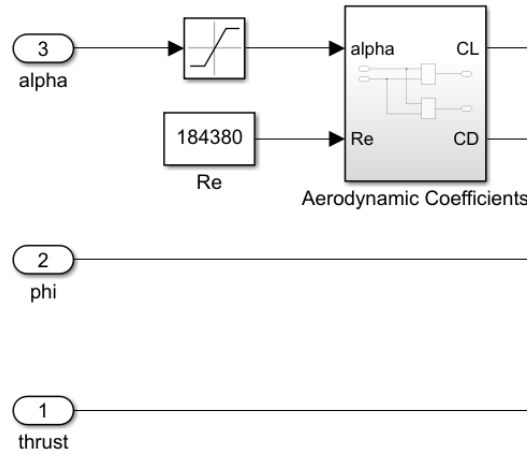 3
alpha
alpha
CL
184380
Re
Re
CD
Aerodynamic Coefficients
2
phi
1
thrust